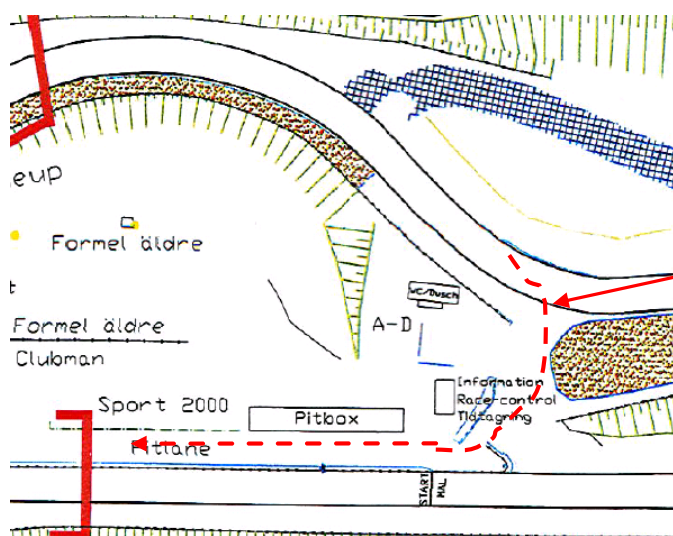 eup
Formel äldre
WC/Dusch
t
A-D
Formel äldre
Clubman
Information
Race-control
Tidtagning
Sport 2000
Pitbox
Pitlane
START
MÅL